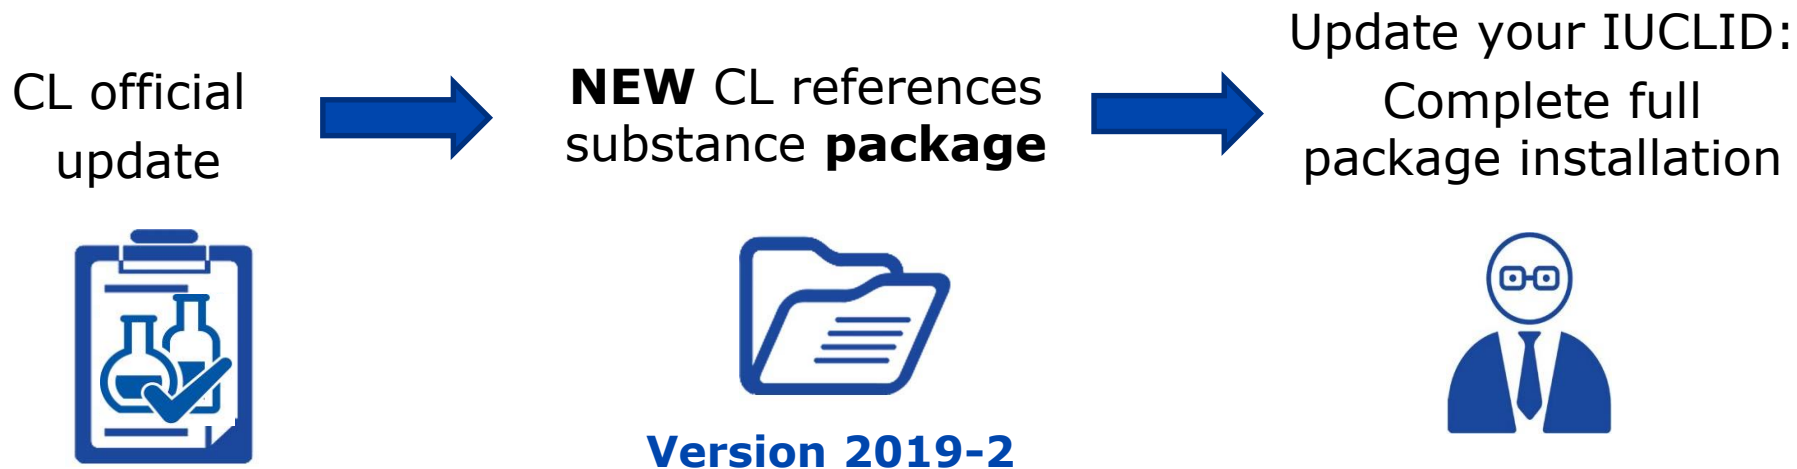 CL official
update
NEW CL references
substance package
Version 2019-2
Update your IUCLID:
Complete full
package installation